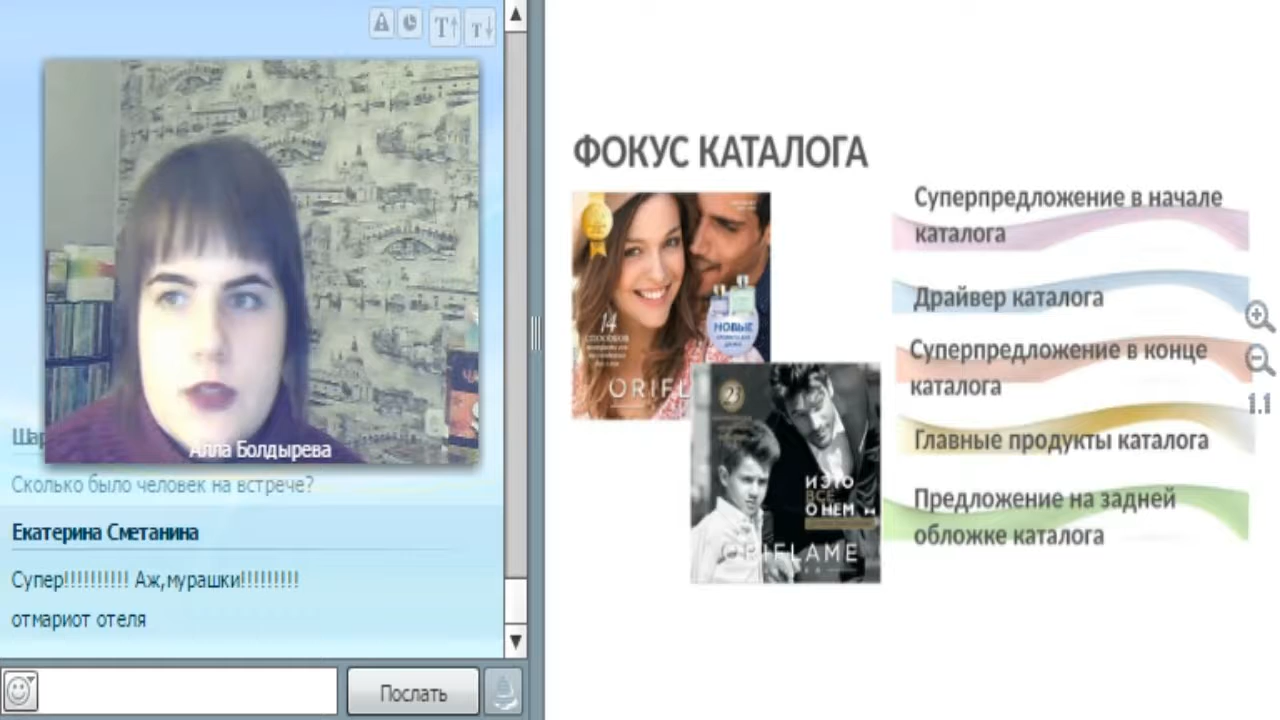 T T
Алла Болдырева
Шар
Сколько было человек на встрече?
Екатерина Сметанина
Супер!!!!!!!!!! Аж,мурашки!!!!!!!!!
отмариот отеля
Послать
ФОКУС КАТАЛОГА
14
СПОСОБОВ
НОВЫЕ
ORIFL
И ЭТО
ВСЕ
О НЕМ
ORIFLAME
Суперпредложение в начале
каталога
Драйвер каталога
Суперпредложение в конце
каталога
Главные продукты каталога
Предложение на задней
обложке каталога
1:1